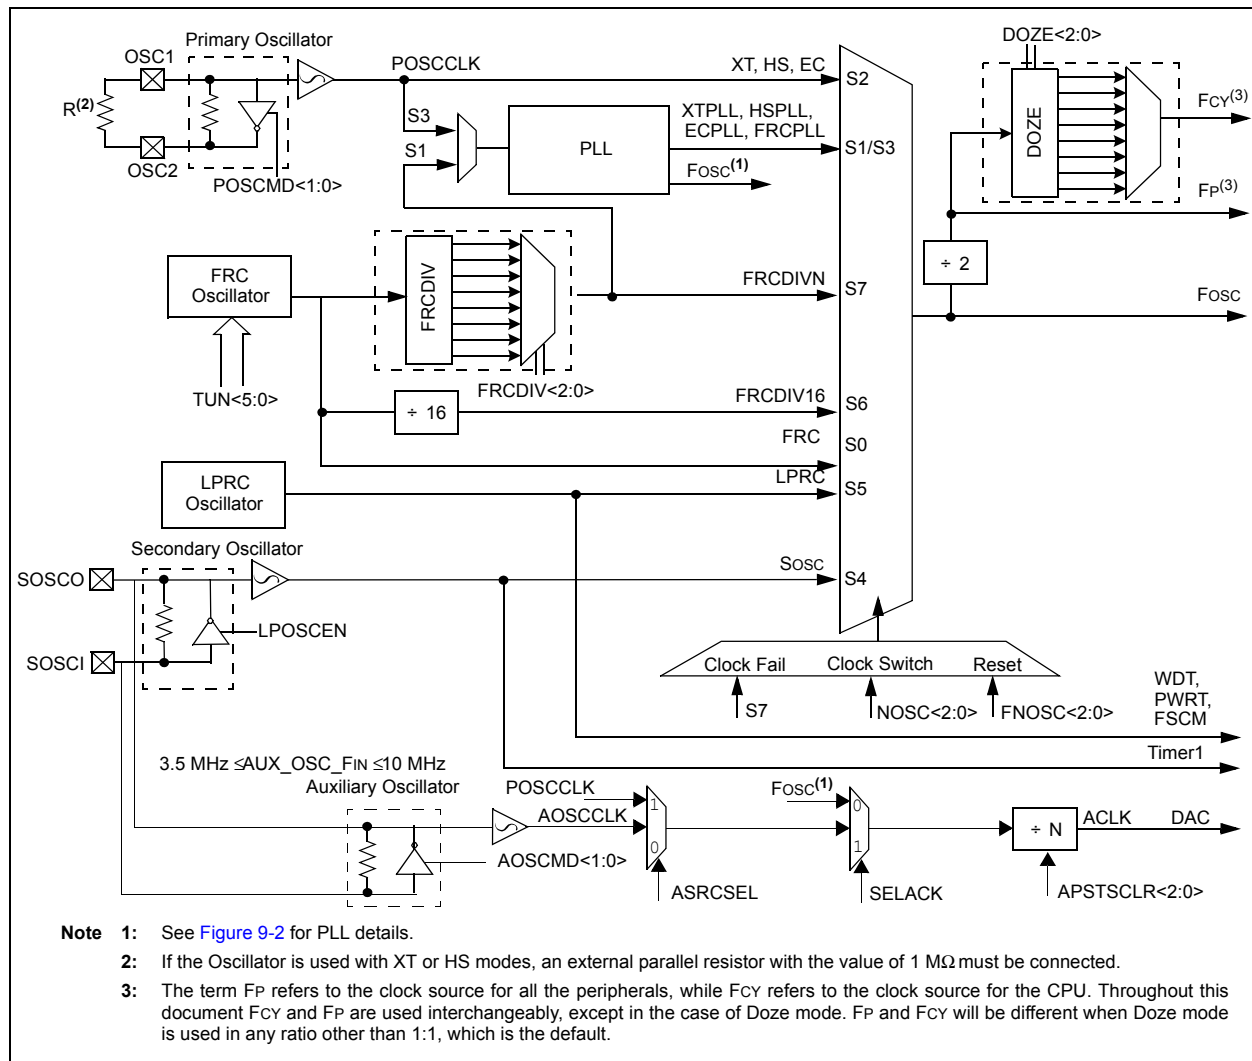 Primary Oscillator
DOZE<2:0>
OSC1
POSCCLK
XT, HS, EC
S2
R(2)
S3
XTPLL, HSPLL,
ECPLL, FRCPLL
FCY(3)
DOZE
S1
PLL
S1/S3
OSC2
POSCMD<1:0>
FOSC(1)
FP(3)
÷ 2
FRC
Oscillator
FRCDIV
FRCDIVN
S7
FOSC
TUN<5:0>
FRCDIV<2:0>
÷ 16
FRCDIV16
S6
FRC
S0
LPRC
Oscillator
LPRC
S5
Secondary Oscillator
SOSCO
SOSC
S4
LPOSCEN
SOSCI
Clock Fail
Clock Switch
Reset
S7
NOSC<2:0>
FNOSC<2:0>
WDT,
PWRT,
FSCM
Timer1
3.5 MHz ≤AUX_OSC_FIN ≤10 MHz
Auxiliary Oscillator
POSCCLK
FOSC(1)
AOSCCLK
1
0
0
1
÷ N
ACLK
DAC
AOSCMD<1:0>
ASRCSEL
SELACK
APSTSCLR<2:0>
Note 1: See Figure 9-2 for PLL details.
2: If the Oscillator is used with XT or HS modes, an external parallel resistor with the value of 1 MΩ must be connected.
3: The term FP refers to the clock source for all the peripherals, while FCY refers to the clock source for the CPU. Throughout this
document FCY and FP are used interchangeably, except in the case of Doze mode. FP and FCY will be different when Doze mode
is used in any ratio other than 1:1, which is the default.